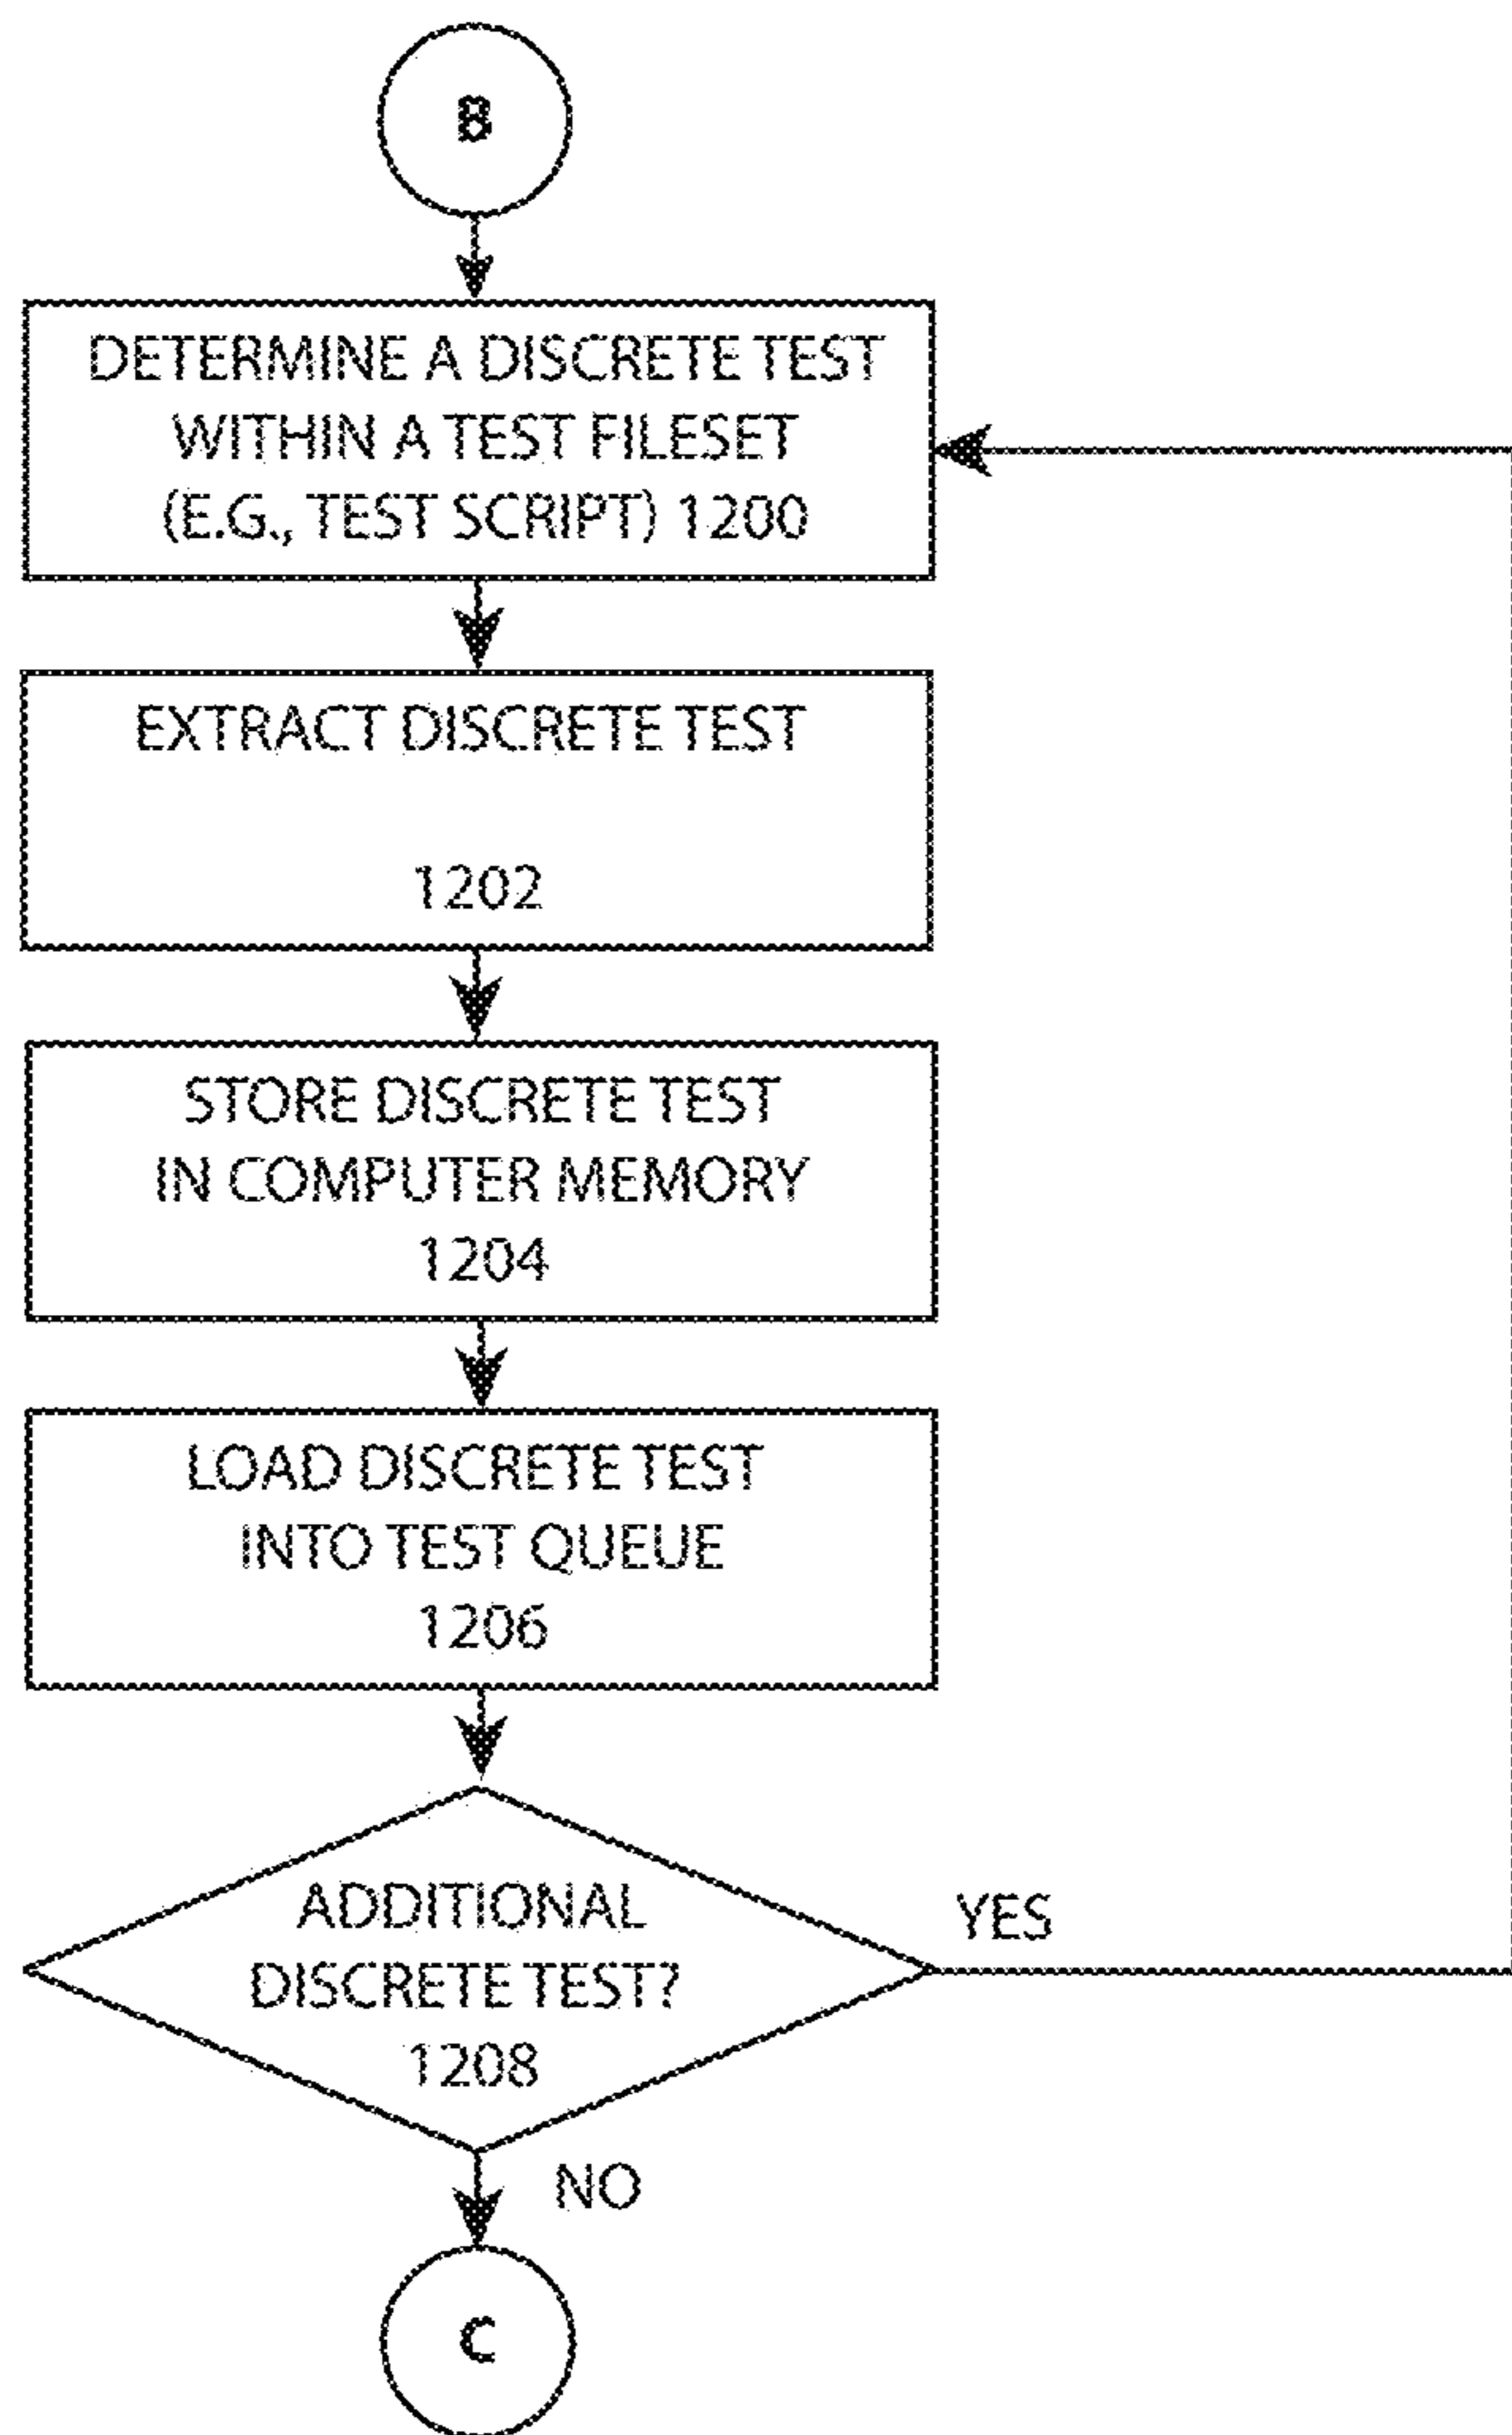 B
DETERMINE A DISCRETE TEST
WITHIN A TEST FILESET
(E.G., TEST SCRIPT) 1200
EXTRACT DISCRETE TEST
1202
STORE DISCRETE TEST
IN COMPUTER MEMORY
1204
LOAD DISCRETE TEST
INTO TEST QUEUE
1206
ADDITIONAL
DISCRETE TEST?
1208
YES
NO
C